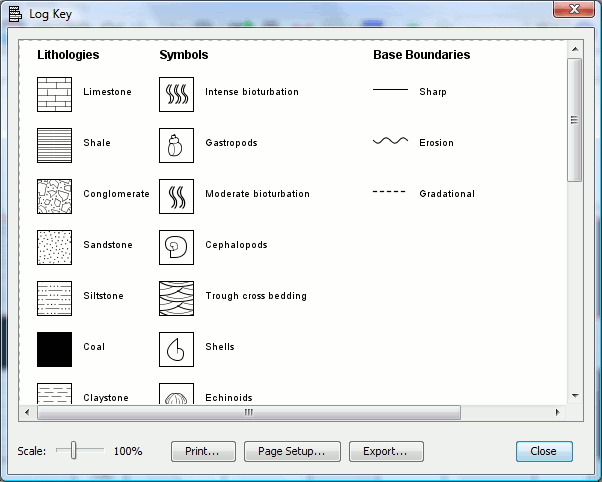 Log Key
Lithologies Symbols Base Boundaries
Limestone Intense bioturbation Sharp
Shale Gastropods Erosion
Conglomerate Moderate bioturbation Gradational
Sandstone Cephalopods
Siltstone Trough cross bedding
Coal Shells
Claystone Echinoids
Scale: 100% Print... Page Setup... Export... Close